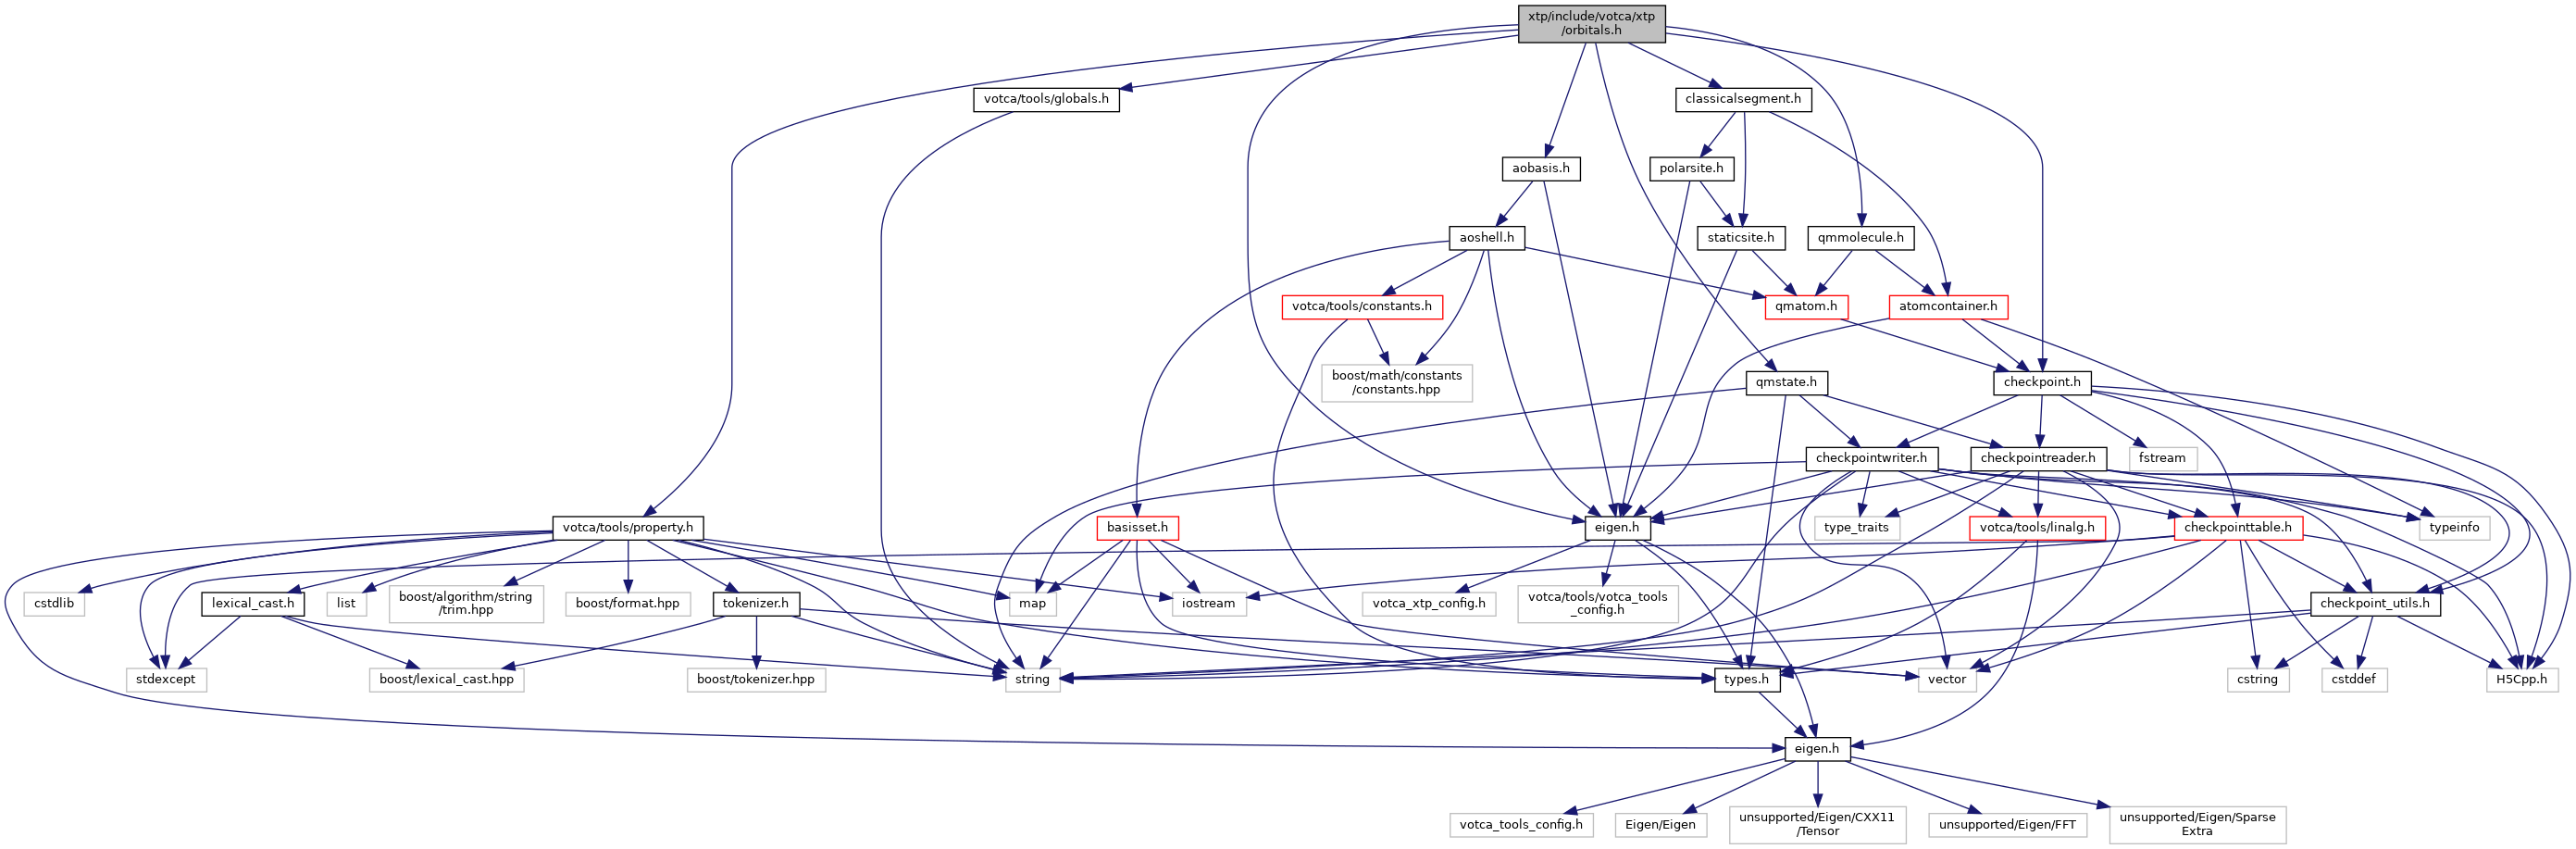 xtp/include/votca/xtp
/orbitals.h
votca/tools/globals.h
classicalsegment.h
aobasis.h
polarsite.h
aoshell.h
staticsite.h
qmmolecule.h
votca/tools/constants.h
qmatom.h
atomcontainer.h
boost/math/constants
/constants.hpp
qmstate.h
checkpoint.h
checkpointwriter.h
checkpointreader.h
fstream
votca/tools/property.h
basisset.h
eigen.h
type_traits
votca/tools/linalg.h
checkpointtable.h
typeinfo
cstdlib
lexical_cast.h
list
boost/algorithm/string
/trim.hpp
boost/format.hpp
tokenizer.h
map
iostream
votca_xtp_config.h
votca/tools/votca_tools
_config.h
checkpoint_utils.h
stdexcept
boost/lexical_cast.hpp
boost/tokenizer.hpp
string
types.h
vector
cstring
cstddef
H5Cpp.h
eigen.h
votca_tools_config.h
Eigen/Eigen
unsupported/Eigen/CXX11
/Tensor
unsupported/Eigen/FFT
unsupported/Eigen/Sparse
Extra